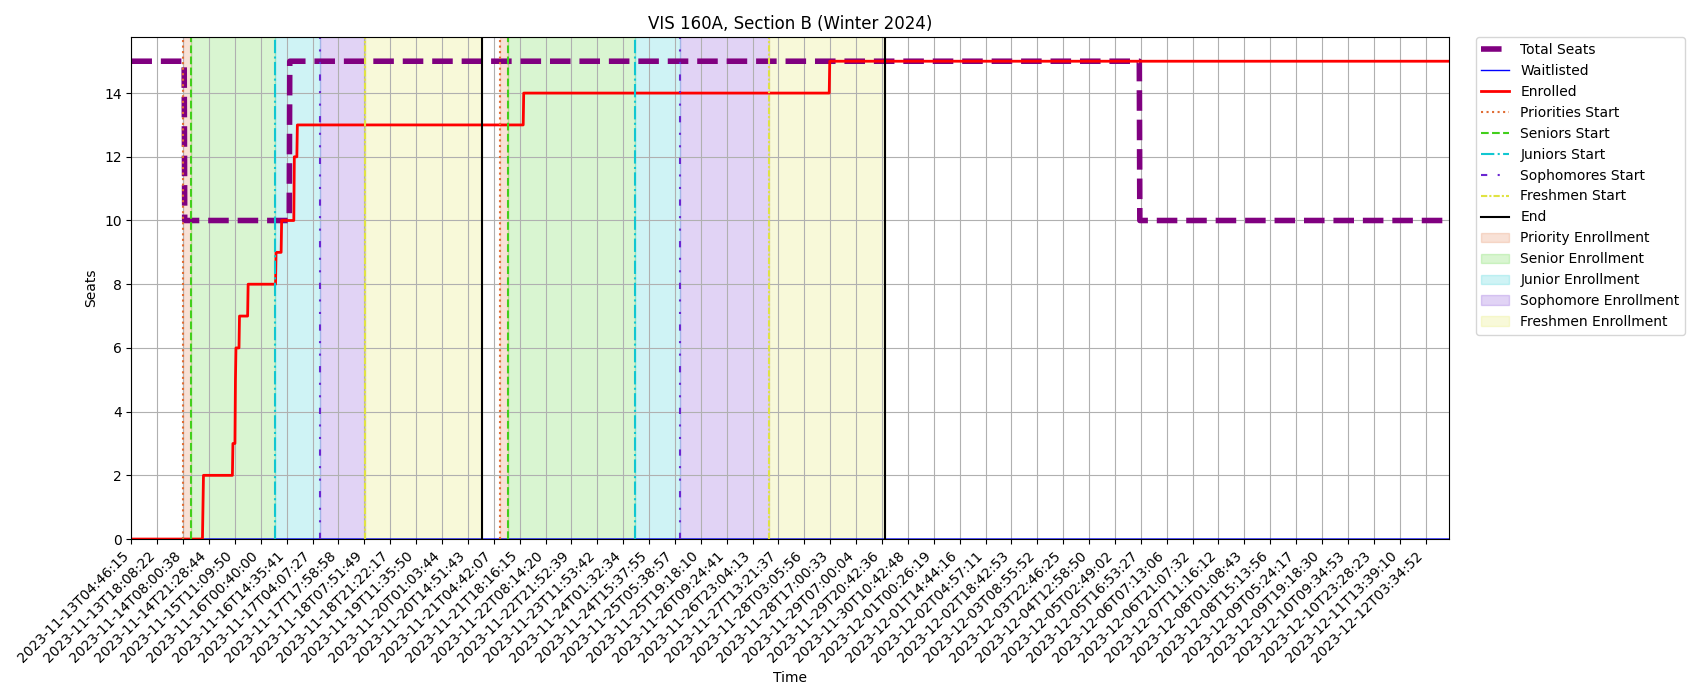 VIS 160A, Section B (Winter 2024)
Seats
14
12
10
8
6
4
2
0
2023-11-13T04:46:15
2023-11-13T18:08:22
2023-11-14T08:00:38
2023-11-14T21:28:44
2023-11-15T11:09:50
2023-11-16T00:40:00
2023-11-16T14:35:41
2023-11-17T04:07:27
2023-11-17T17:58:58
2023-11-18T07:51:49
2023-11-18T21:22:17
2023-11-19T11:35:50
2023-11-20T01:03:44
2023-11-20T14:51:43
2023-11-21T04:42:07
2023-11-21T18:16:15
2023-11-22T08:14:20
2023-11-22T21:52:39
2023-11-23T11:53:42
2023-11-24T01:32:34
2023-11-24T15:37:55
2023-11-25T05:38:57
2023-11-25T19:18:10
2023-11-26T09:24:41
2023-11-26T23:04:13
2023-11-27T13:21:37
2023-11-28T03:05:56
2023-11-28T17:00:33
2023-11-29T07:00:04
2023-11-29T20:42:36
2023-11-30T10:42:48
2023-12-01T00:26:19
2023-12-01T14:44:16
2023-12-02T04:57:11
2023-12-02T18:42:53
2023-12-03T08:55:52
2023-12-03T22:46:25
2023-12-04T12:58:50
2023-12-05T02:49:02
2023-12-05T16:53:27
2023-12-06T07:13:06
2023-12-06T21:07:32
2023-12-07T11:16:12
2023-12-08T01:08:43
2023-12-08T15:13:56
2023-12-09T05:24:17
2023-12-09T19:18:30
2023-12-10T09:34:53
2023-12-10T23:28:23
2023-12-11T13:39:10
2023-12-12T03:34:52
Time
Total Seats
Waitlisted
Enrolled
Priorities Start
Seniors Start
Juniors Start
Sophomores Start
Freshmen Start
End
Priority Enrollment
Senior Enrollment
Junior Enrollment
Sophomore Enrollment
Freshmen Enrollment